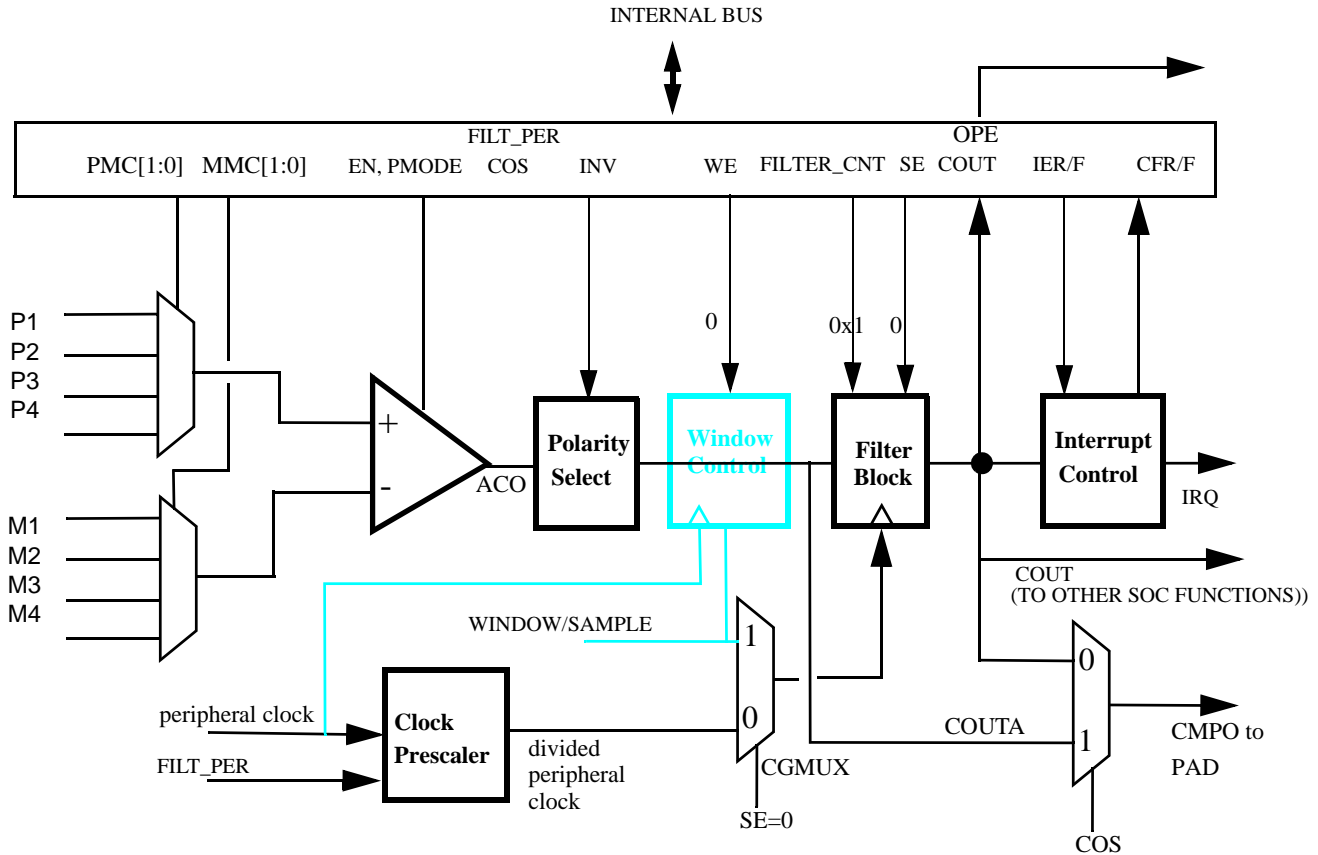 INTERNAL BUS
FILT_PER
OPE
PMC[1:0] MMC[1:0] EN, PMODE COS INV WE FILTER_CNT SE COUT IER/F CFR/F
P1
P2
P3
P4
0
0x1
0
+
-
ACO
Polarity
Select
Window
Control
Filter
Block
Interrupt
Control
IRQ
M1
M2
M3
M4
COUT
(TO OTHER SOC FUNCTIONS))
WINDOW/SAMPLE
1
0
0
1
peripheral clock
FILT_PER
Clock
Prescaler
divided
peripheral
clock
CGMUX
SE=0
COUTA
CMPO to
PAD
COS